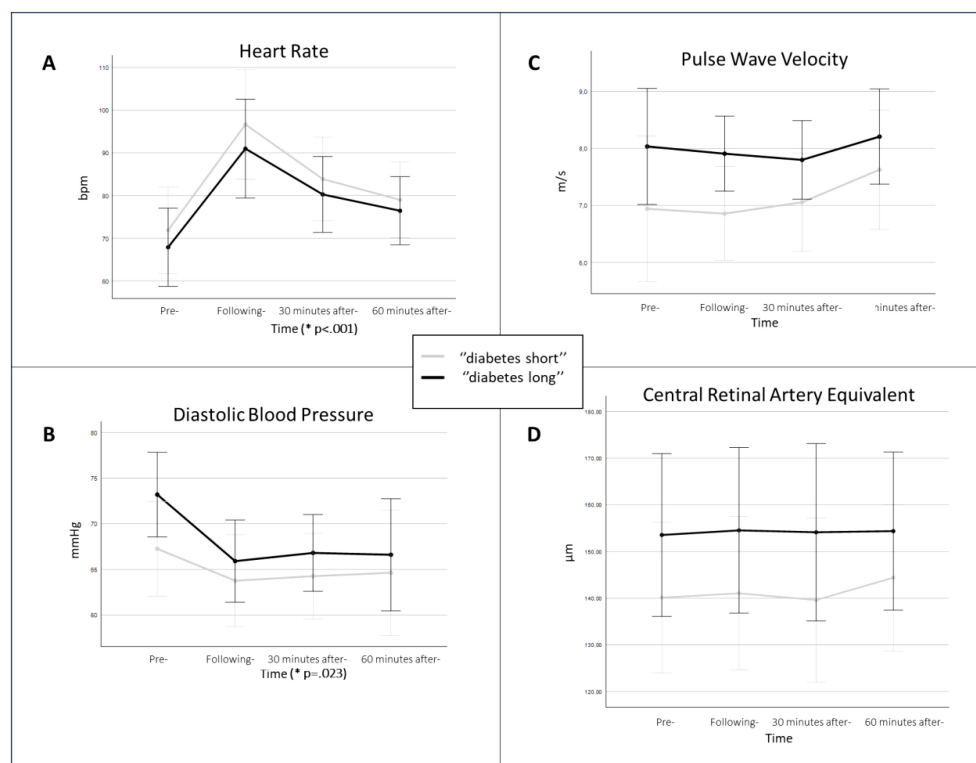 A
Heart Rate
110
100
90
80
70
60
bpm
Pre-
Following-
30 minutes after-
60 minutes after-
Time (* p<.001)
C
Pulse Wave Velocity
9,0
8,0
7,0
6,0
m/s
Pre-
Following-
30 minutes after-
minutes after-
Time
"diabetes short"
"diabetes long"
B
Diastolic Blood Pressure
80
75
70
65
60
mmHg
Pre-
Following-
30 minutes after-
60 minutes after-
Time (* p=.023)
D
Central Retinal Artery Equivalent
180.00
170.00
160.00
150.00
140.00
130.00
120.00
µm
Pre-
Following-
30 minutes after-
60 minutes after-
Time